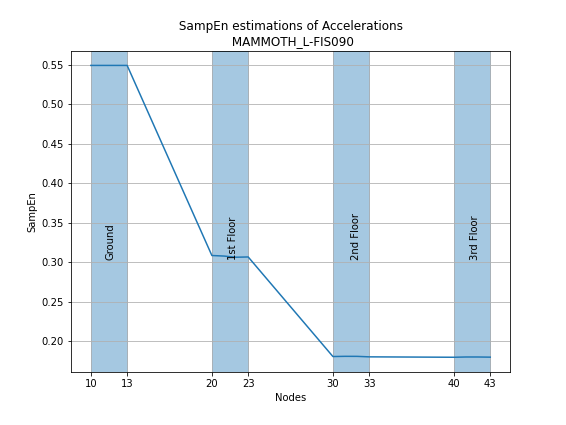 SampEn estimations of Accelerations
MAMMOTH_L-FIS090
0.55
0.50
0.45
0.40
0.35
0.30
0.25
0.20
SampEn
Ground
1st Floor
2nd Floor
3rd Floor
10 13 20 23 30 33 40 43
Nodes